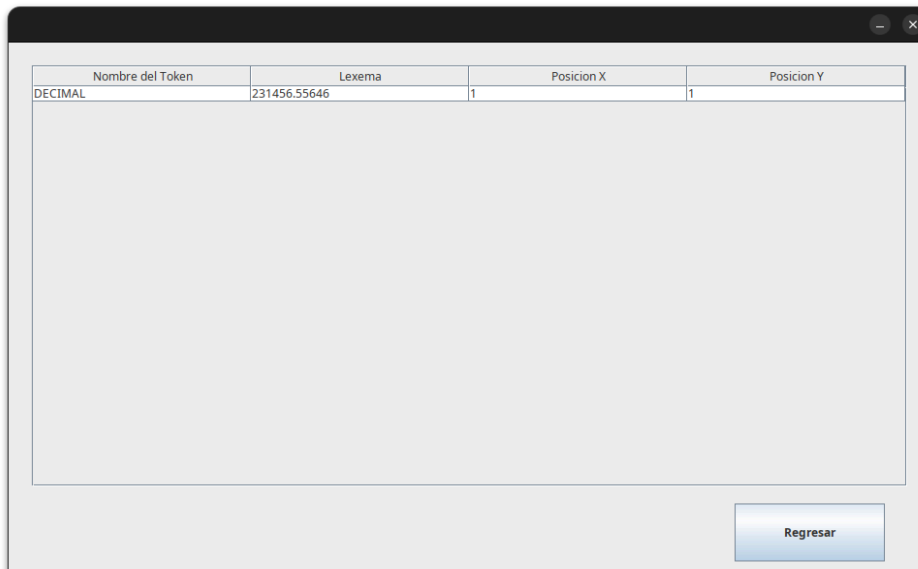 Nombre del Token Lexema Posicion X Posicion Y
DECIMAL 231456.55646 1 1
Regresar